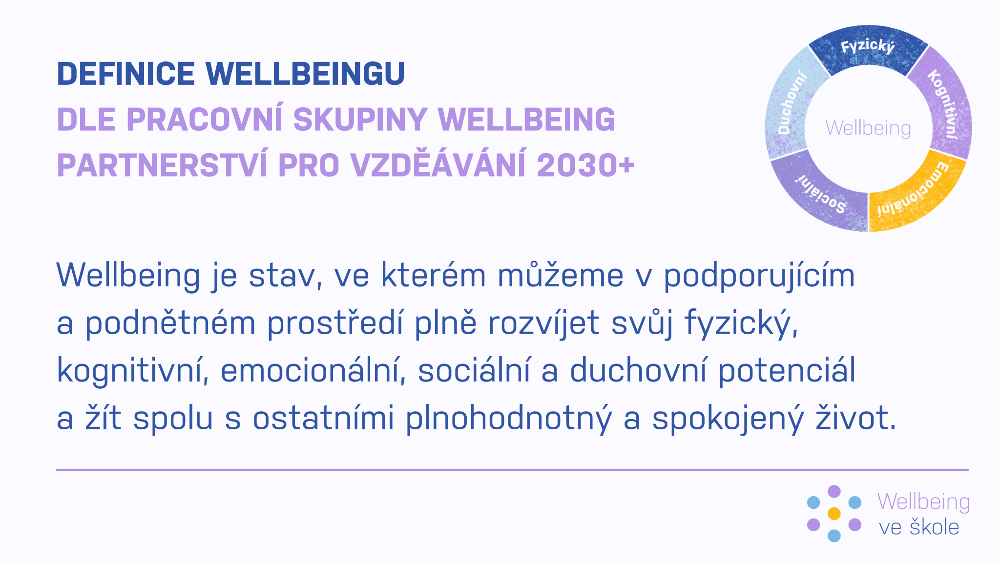 DEFINICE WELLBEINGU
DLE PRACOVNÍ SKUPINY WELLBEING
PARTNERSTVÍ PRO VZDĚÁVÁNÍ 2030+
Fyzický
Kognitivní
Emocionální
Sociální
Duchovní
Wellbeing
Wellbeing je stav, ve kterém můžeme v podporujícím
a podnětném prostředí plně rozvíjet svůj fyzický,
kognitivní, emocionální, sociální a duchovní potenciál
a žít spolu s ostatními plnohodnotný a spokojený život.
Wellbeing
ve škole